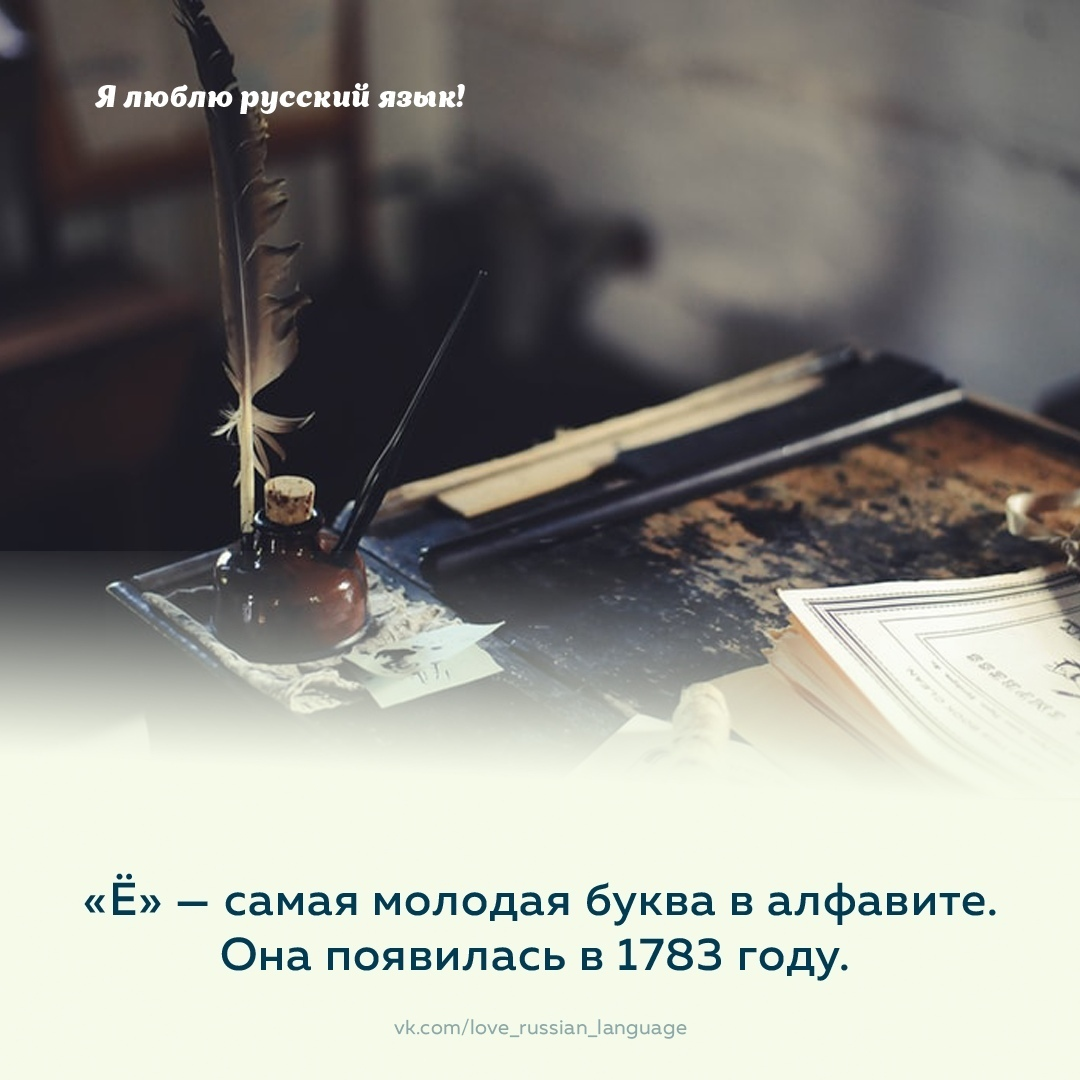 Я люблю русский язык!
«Ё» — самая молодая буква в алфавите.
Она появилась в 1783 году.
vk.com/love_russian_language